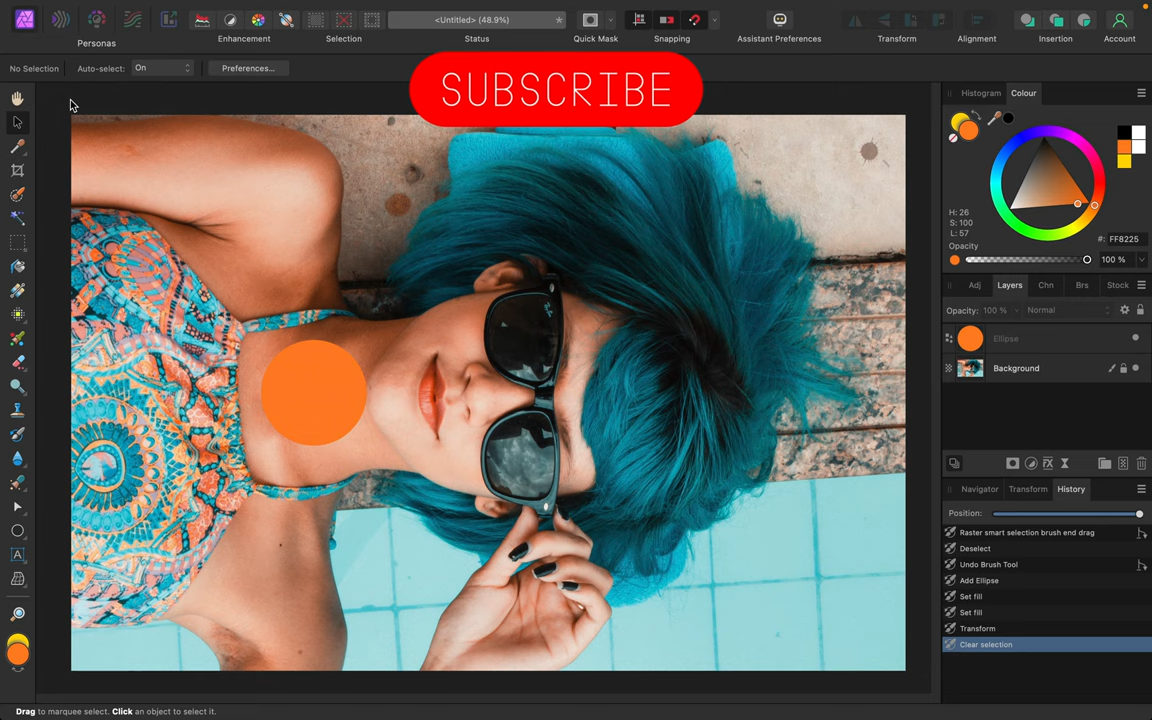 <Untitled> (48.9%)
Personas
Enhancement
Selection
Status
Quick Mask
Snapping
Assistant Preferences
Transform
Alignment
Insertion
Account
No Selection
Auto-select:
On
Preferences...
SUBSCRIBE
Histogram
Colour
H: 26
S: 100
L: 57
#: FF8225
Opacity
100 %
Adj
Layers
Chn
Brs
Stock
Opacity: 100 %
Normal
Ellipse
Background
Navigator
Transform
History
Position:
Raster smart selection brush end drag
Deselect
Undo Brush Tool
Add Ellipse
Set fill
Set fill
Transform
Clear selection
Drag to marquee select. Click an object to select it.